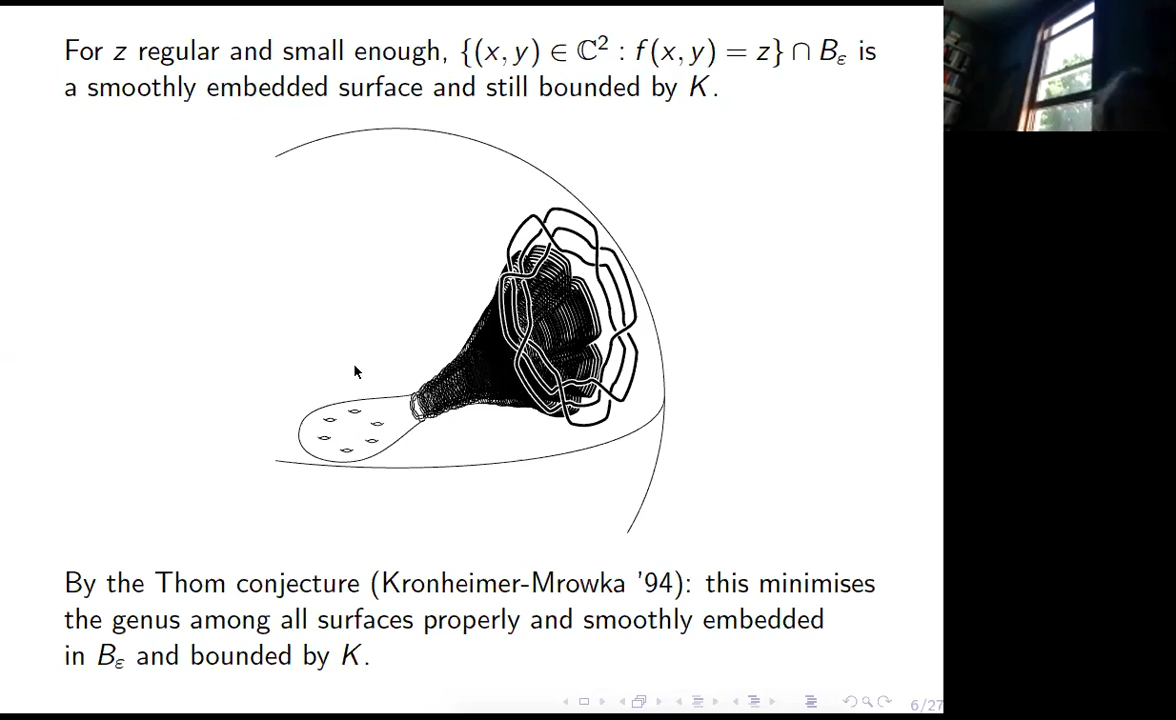 For z regular and small enough, {(x, y) ∈ ℂ² : f(x, y) = z} ∩ B_ε is
a smoothly embedded surface and still bounded by K.
By the Thom conjecture (Kronheimer-Mrowka '94): this minimises
the genus among all surfaces properly and smoothly embedded
in B_ε and bounded by K.
6/27